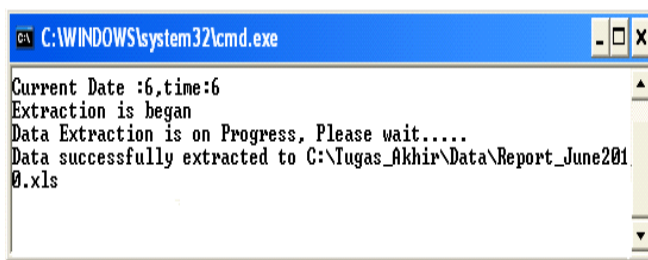 C:\WINDOWS\system32\cmd.exe
Current Date :6,time:6
Extraction is began
Data Extraction is on Progress, Please wait.....
Data successfully extracted to C:\Tugas_Akhir\Data\Report_June201
0.xls